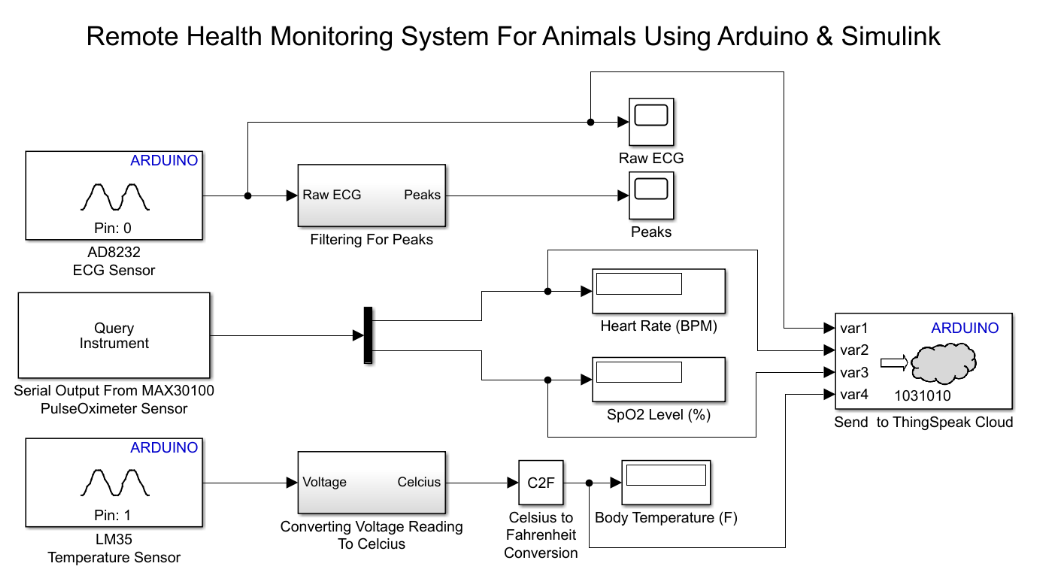 Remote Health Monitoring System For Animals Using Arduino & Simulink
ARDUINO
Pin: 0
AD8232
ECG Sensor
Raw ECG
Peaks
Filtering For Peaks
Raw ECG
Peaks
Query
Instrument
Serial Output From MAX30100
PulseOximeter Sensor
Heart Rate (BPM)
SpO2 Level (%)
ARDUINO
Pin: 1
LM35
Temperature Sensor
Voltage
Celcius
Converting Voltage Reading
To Celcius
C2F
Celsius to
Fahrenheit
Conversion
Body Temperature (F)
var1
var2
var3
var4
ARDUINO
1031010
Send to ThingSpeak Cloud